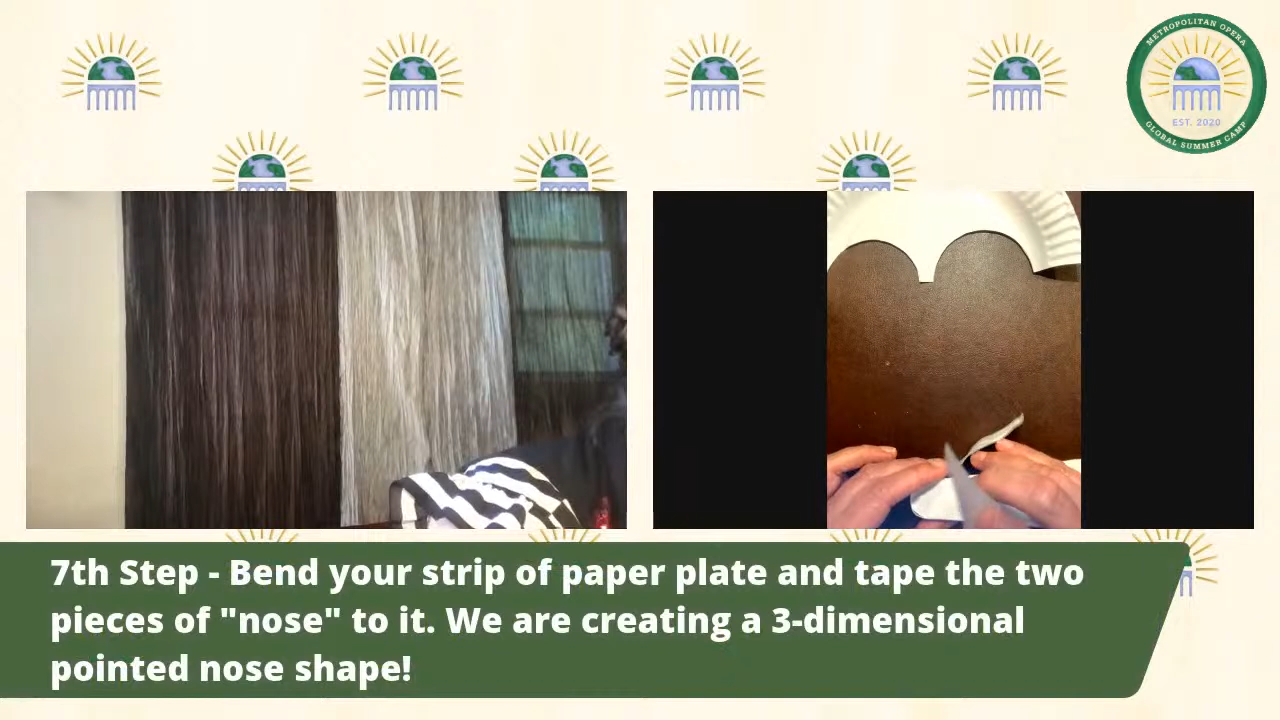 METROPOLITAN OPERA
EST. 2020
GLOBAL SUMMER CAMP
7th Step - Bend your strip of paper plate and tape the two
pieces of "nose" to it. We are creating a 3-dimensional
pointed nose shape!